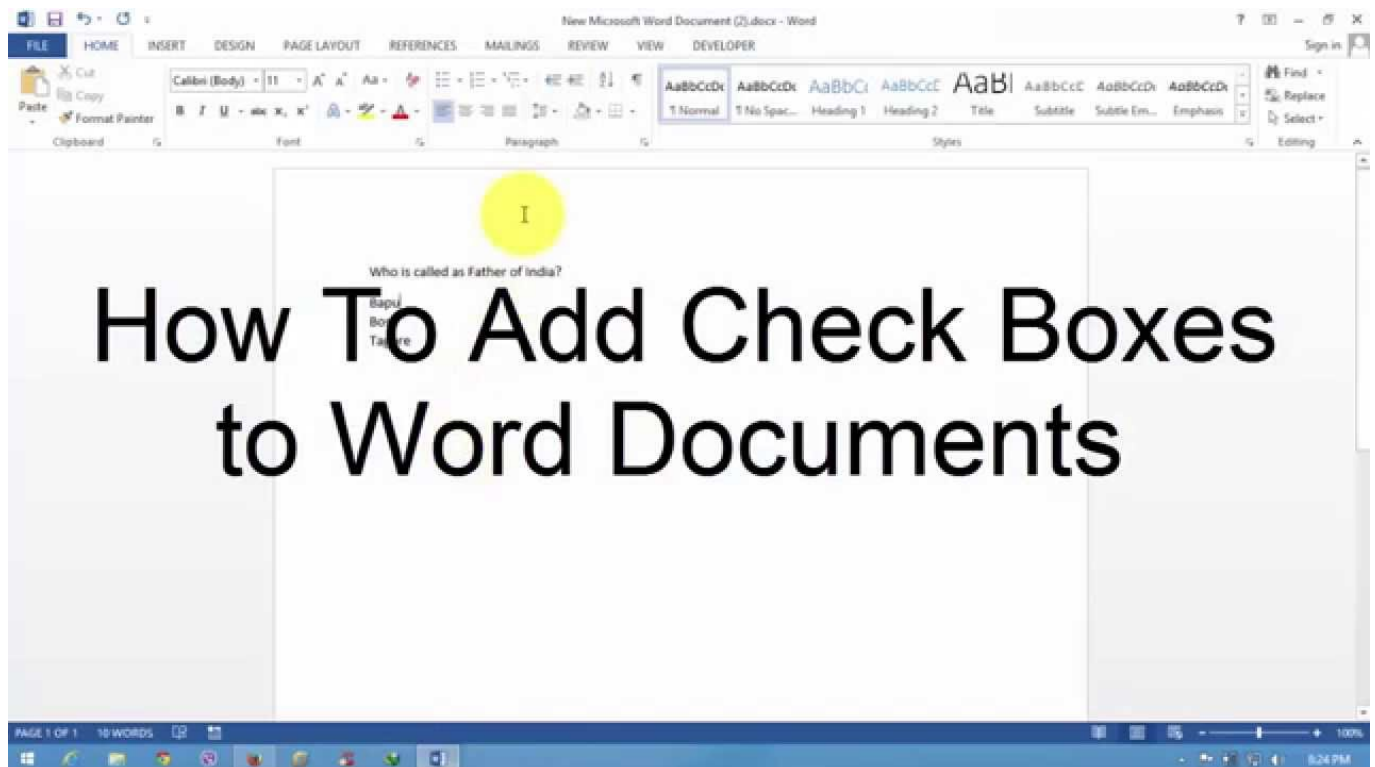 New Microsoft Word Document (2).docx - Word
FILE HOME INSERT DESIGN PAGE LAYOUT REFERENCES MAILINGS REVIEW VIEW DEVELOPER Sign in
Cut
Copy
Paste
Format Painter
Clipboard
Calibri (Body) 11
Font
Paragraph
AaBbCcDc AaBbCcDc AaBbCc AaBbCcC AaB AaBbCcC AaBbCcDc AaBbCcDc
¶ Normal ¶ No Spac... Heading 1 Heading 2 Title Subtitle Subtle Em... Emphasis
Styles
Find
Replace
Select
Editing
Who is called as Father of India?
Bapu
How To Add Check Boxes
to Word Documents
PAGE 1 OF 1 10 WORDS 100%
8:24 PM